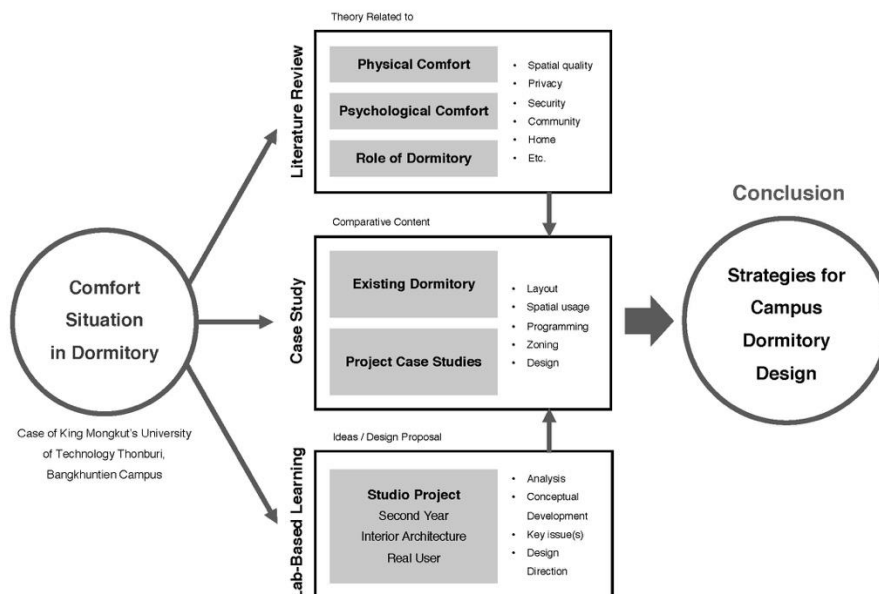 Comfort
Situation
in Dormitory
Case of King Mongkut's University
of Technology Thonburi,
Bangkhuntien Campus
Literature Review
Theory Related to
Physical Comfort
Psychological Comfort
Role of Dormitory
• Spatial quality
• Privacy
• Security
• Community
• Home
• Etc.
Case Study
Comparative Content
Existing Dormitory
Project Case Studies
• Layout
• Spatial usage
• Programming
• Zoning
• Design
Lab-Based Learning
Ideas / Design Proposal
Studio Project
Second Year
Interior Architecture
Real User
• Analysis
• Conceptual
Development
• Key issue(s)
• Design
Direction
Conclusion
Strategies for
Campus
Dormitory
Design